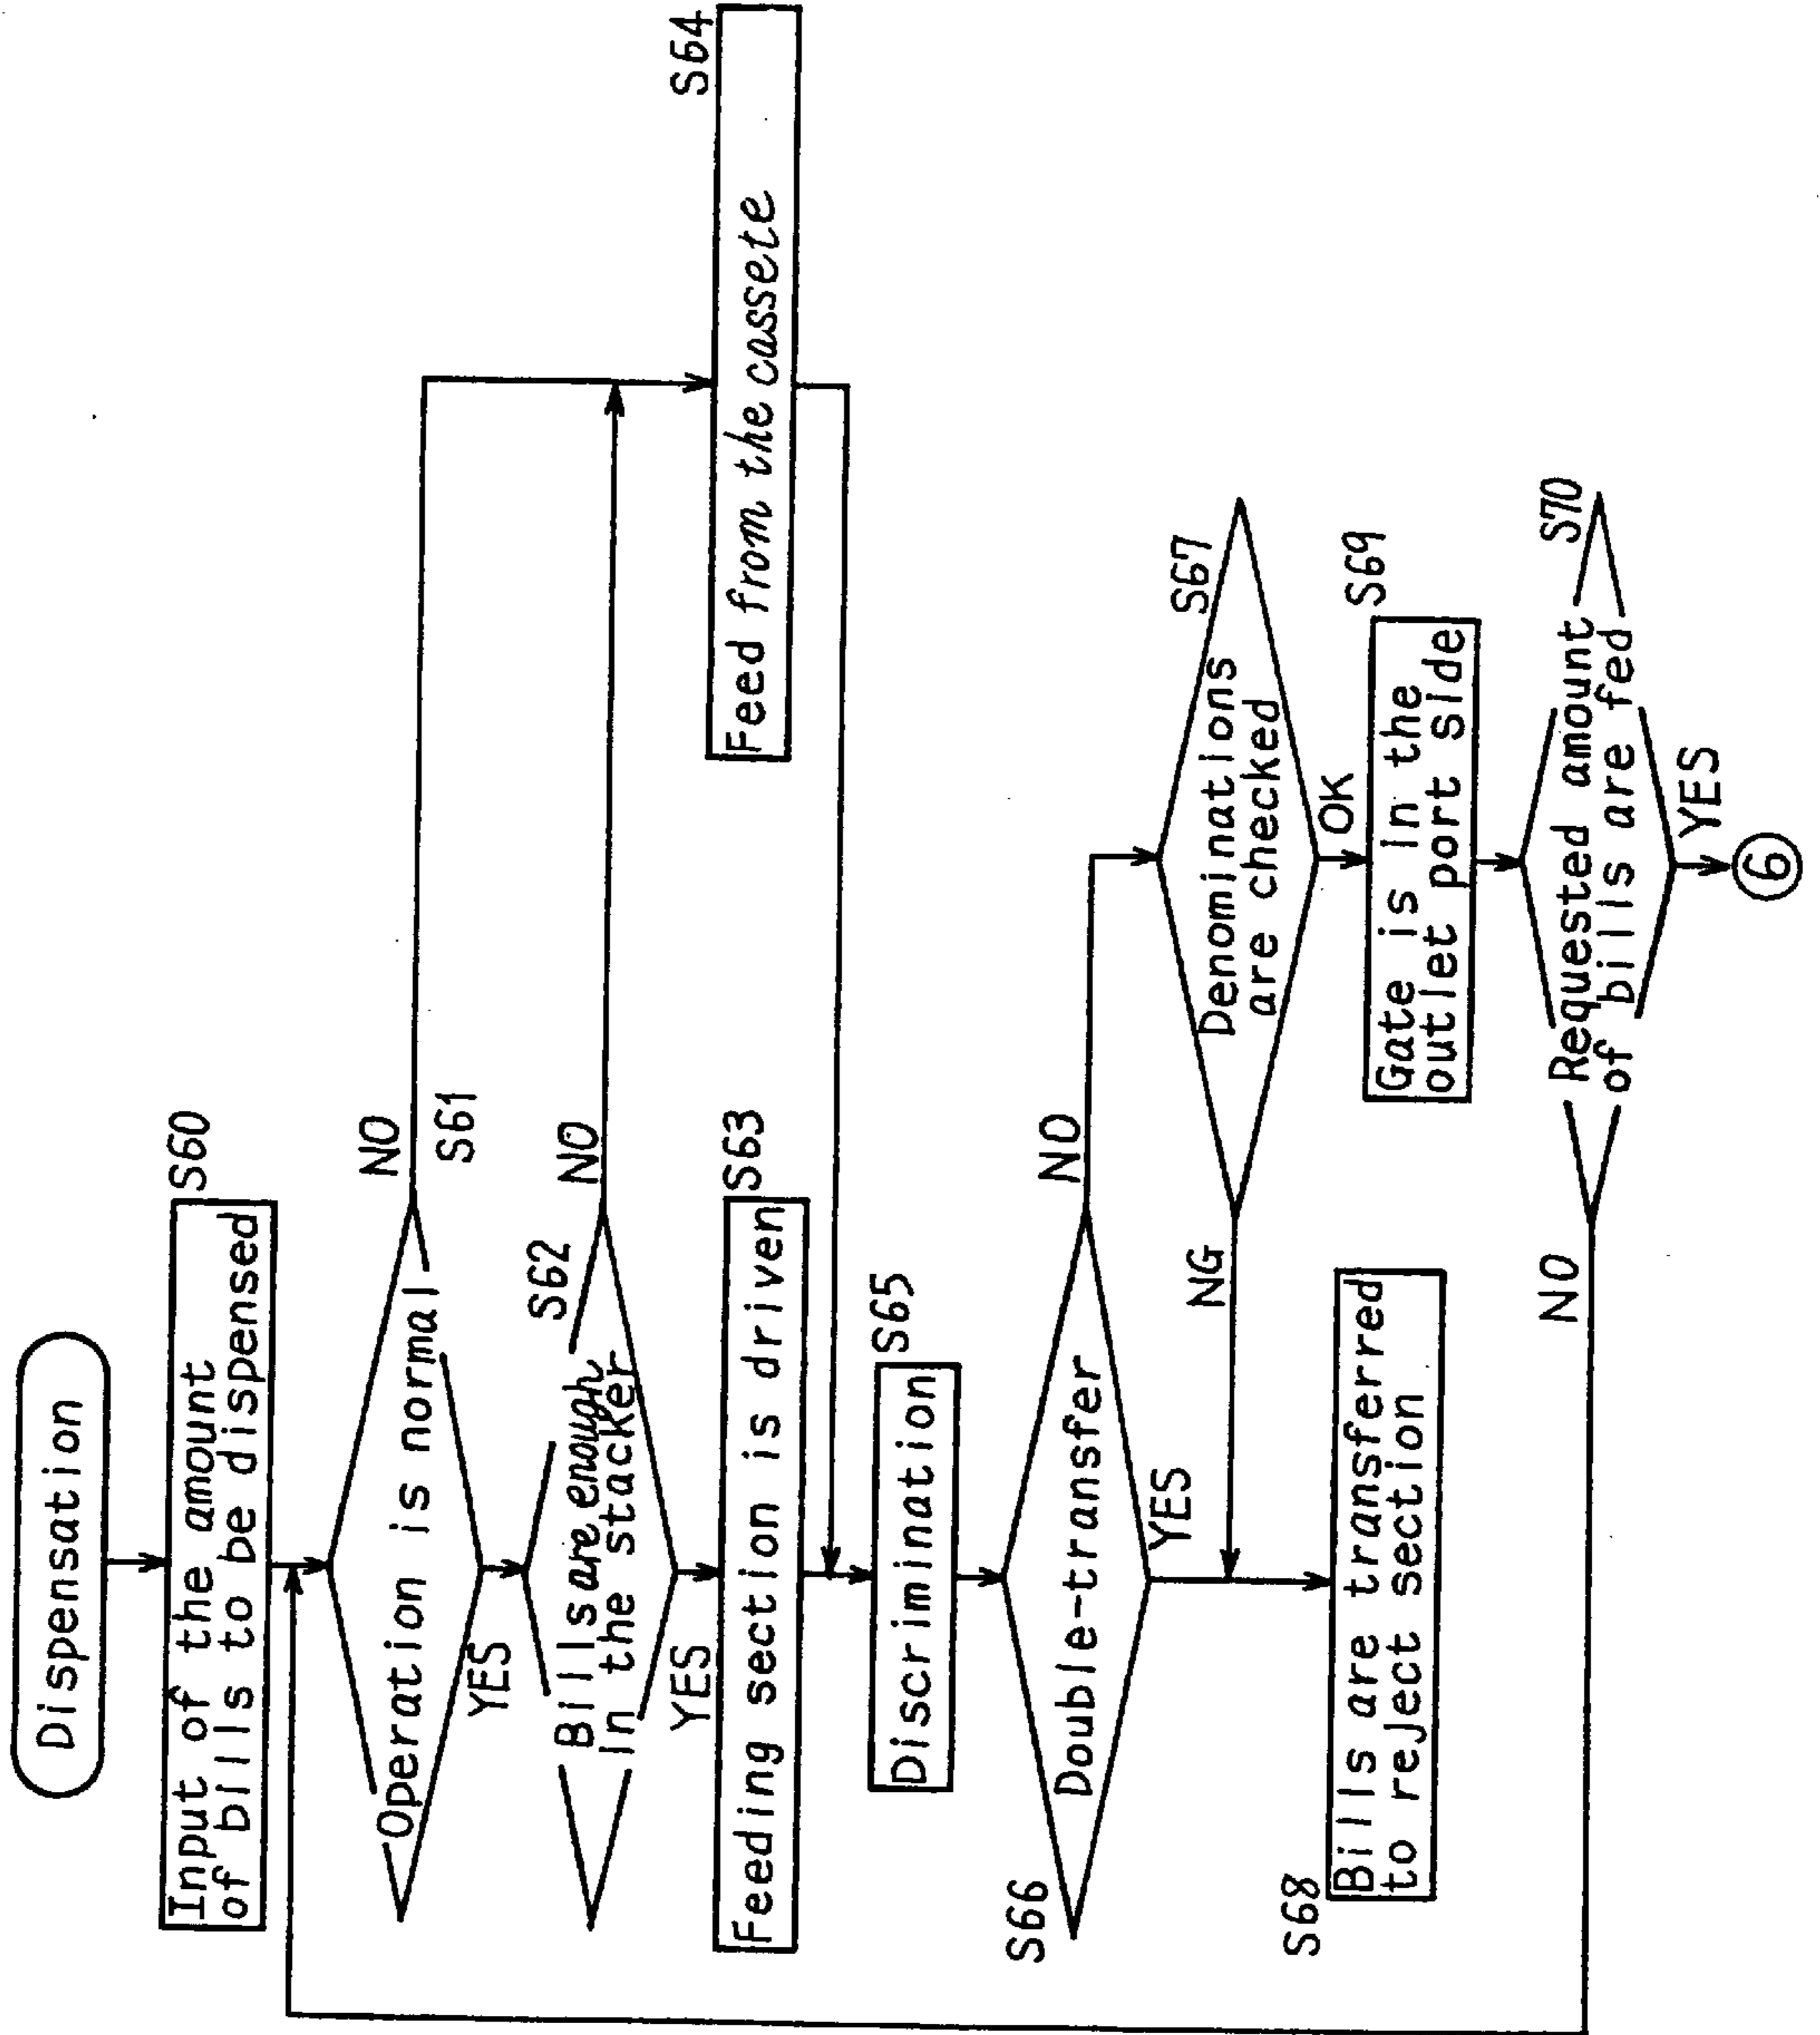 Dispensation
Input of the amount
of bills to be dispensed
S60
Operation is normal
NO
S61
YES
Bills are enough
in the stacker
S62
NO
YES
Feeding section is driven
S63
Feed from the cassete
S64
Discrimination
S65
Double-transfer
S66
NO
YES
Denominations
are checked
S67
NG
OK
Bills are transferred
to reject section
S68
Gate is in the
outlet port side
S69
Requested amount
of bills are fed
S70
NO
YES
6